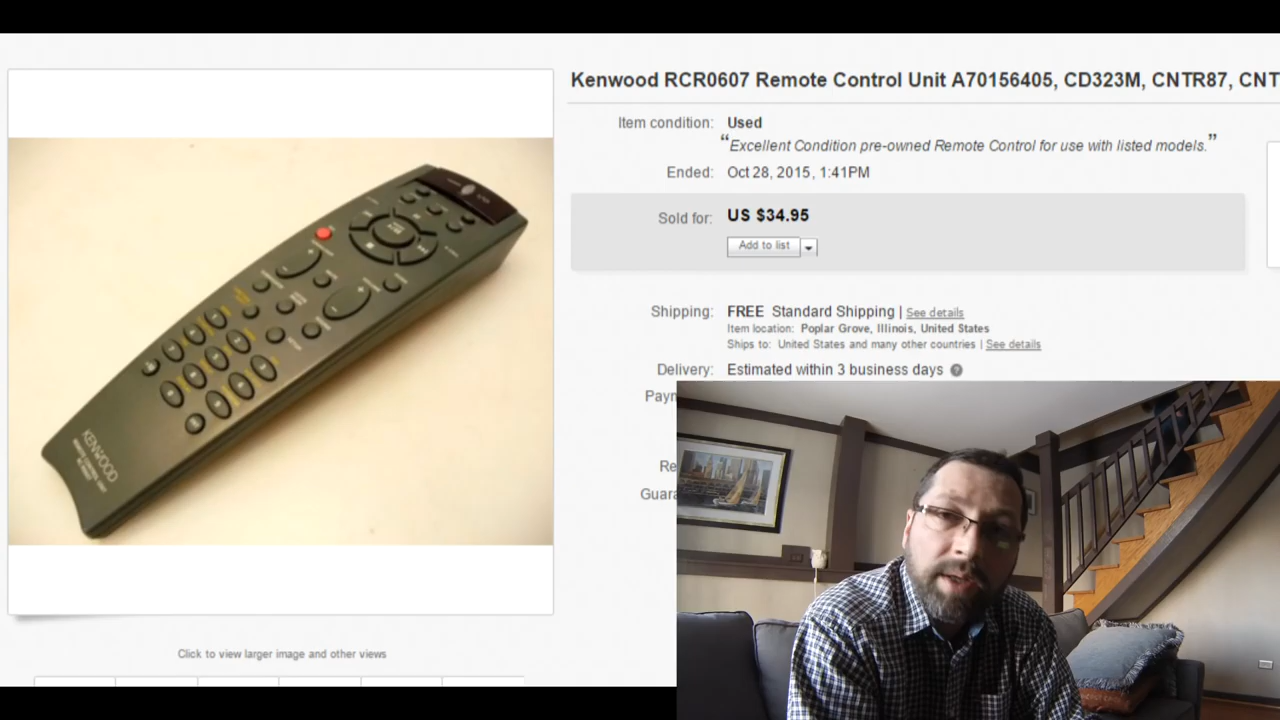 Kenwood RCR0607 Remote Control Unit A70156405, CD323M, CNTR87, CNT
Item condition: Used
“Excellent Condition pre-owned Remote Control for use with listed models.”
Ended: Oct 28, 2015, 1:41PM
Sold for: US $34.95
Add to list
Shipping: FREE Standard Shipping | See details
Item location: Poplar Grove, Illinois, United States
Ships to: United States and many other countries | See details
Delivery: Estimated within 3 business days ?
Paym
Re
Guara
KENWOOD
Click to view larger image and other views